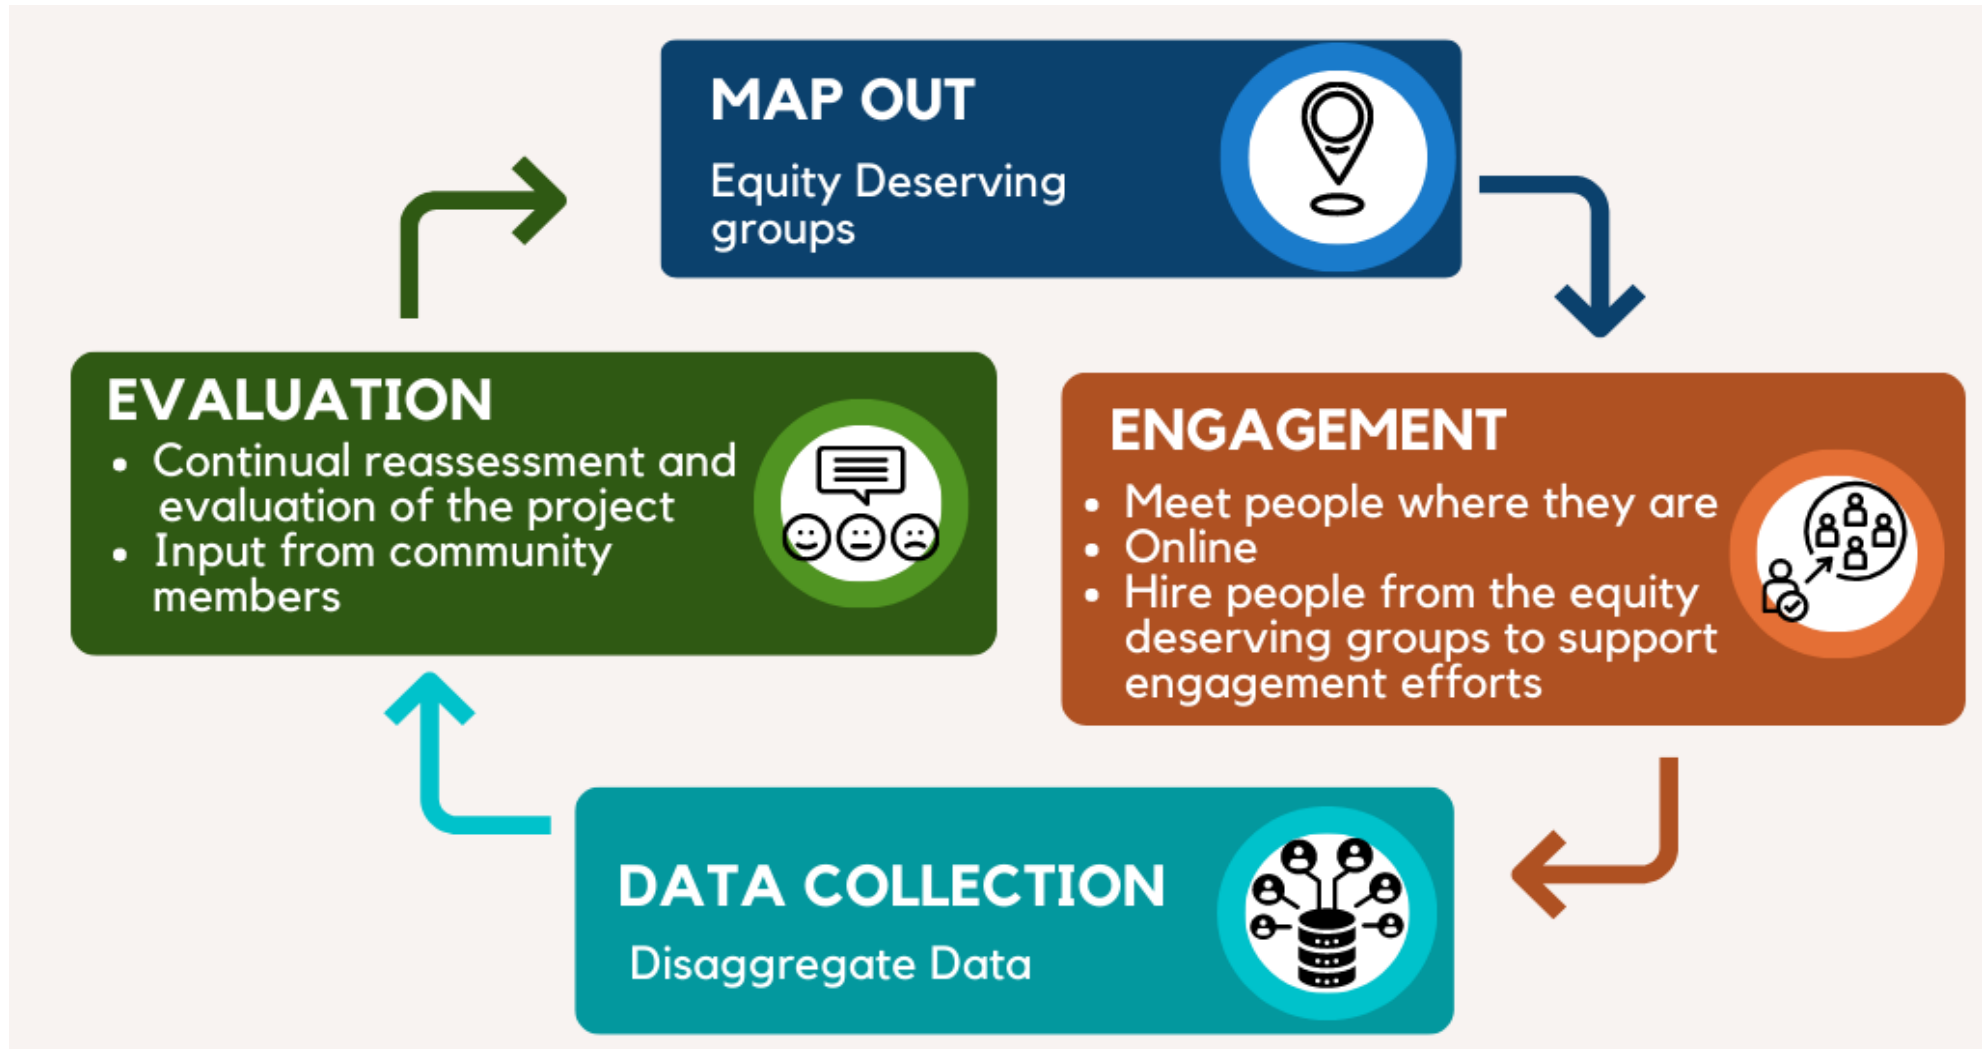 MAP OUT
Equity Deserving
groups
EVALUATION
• Continual reassessment and
evaluation of the project
• Input from community
members
ENGAGEMENT
• Meet people where they are
• Online
• Hire people from the equity
deserving groups to support
engagement efforts
DATA COLLECTION
Disaggregate Data